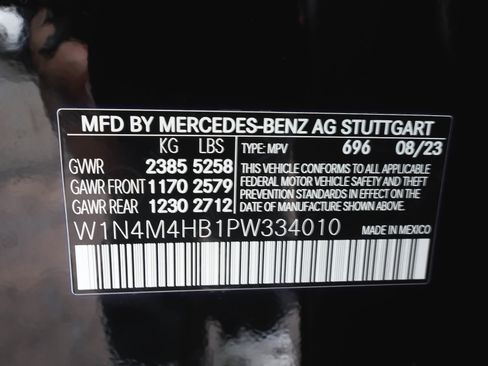 MFD BY MERCEDES-BENZ AG STUTTGART
KG LBS TYPE: MPV 696 08/23
GVWR 2385 5258 THIS VEHICLE CONFORMS TO ALL APPLICABLE
GAWR FRONT 1170 2579 FEDERAL MOTOR VEHICLE SAFETY AND THEFT
PREVENTION STANDARDS IN EFFECT ON THE
GAWR REAR 1230 2712 DATE OF MANUFACTURE SHOWN ABOVE.
W1N4M4HB1PW334010 MADE IN MEXICO